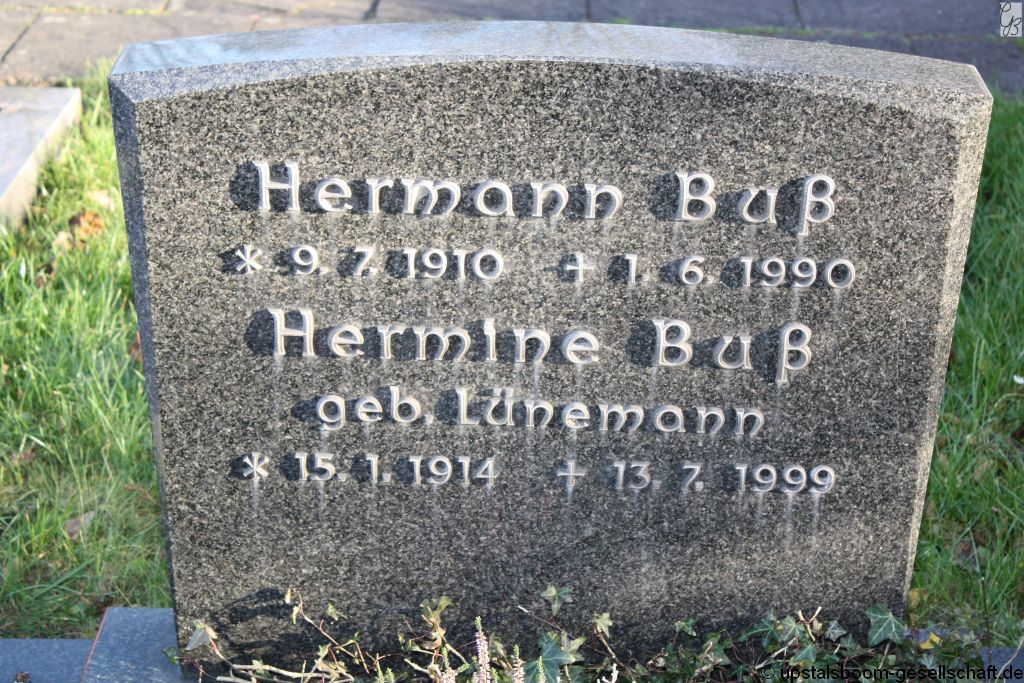 Hermann Buß
* 9. 7. 1910 † 1. 6. 1990
Hermine Buß
geb. Lünemann
* 15. 1. 1914 † 13. 7. 1999
© upstalsboom-gesellschaft.de